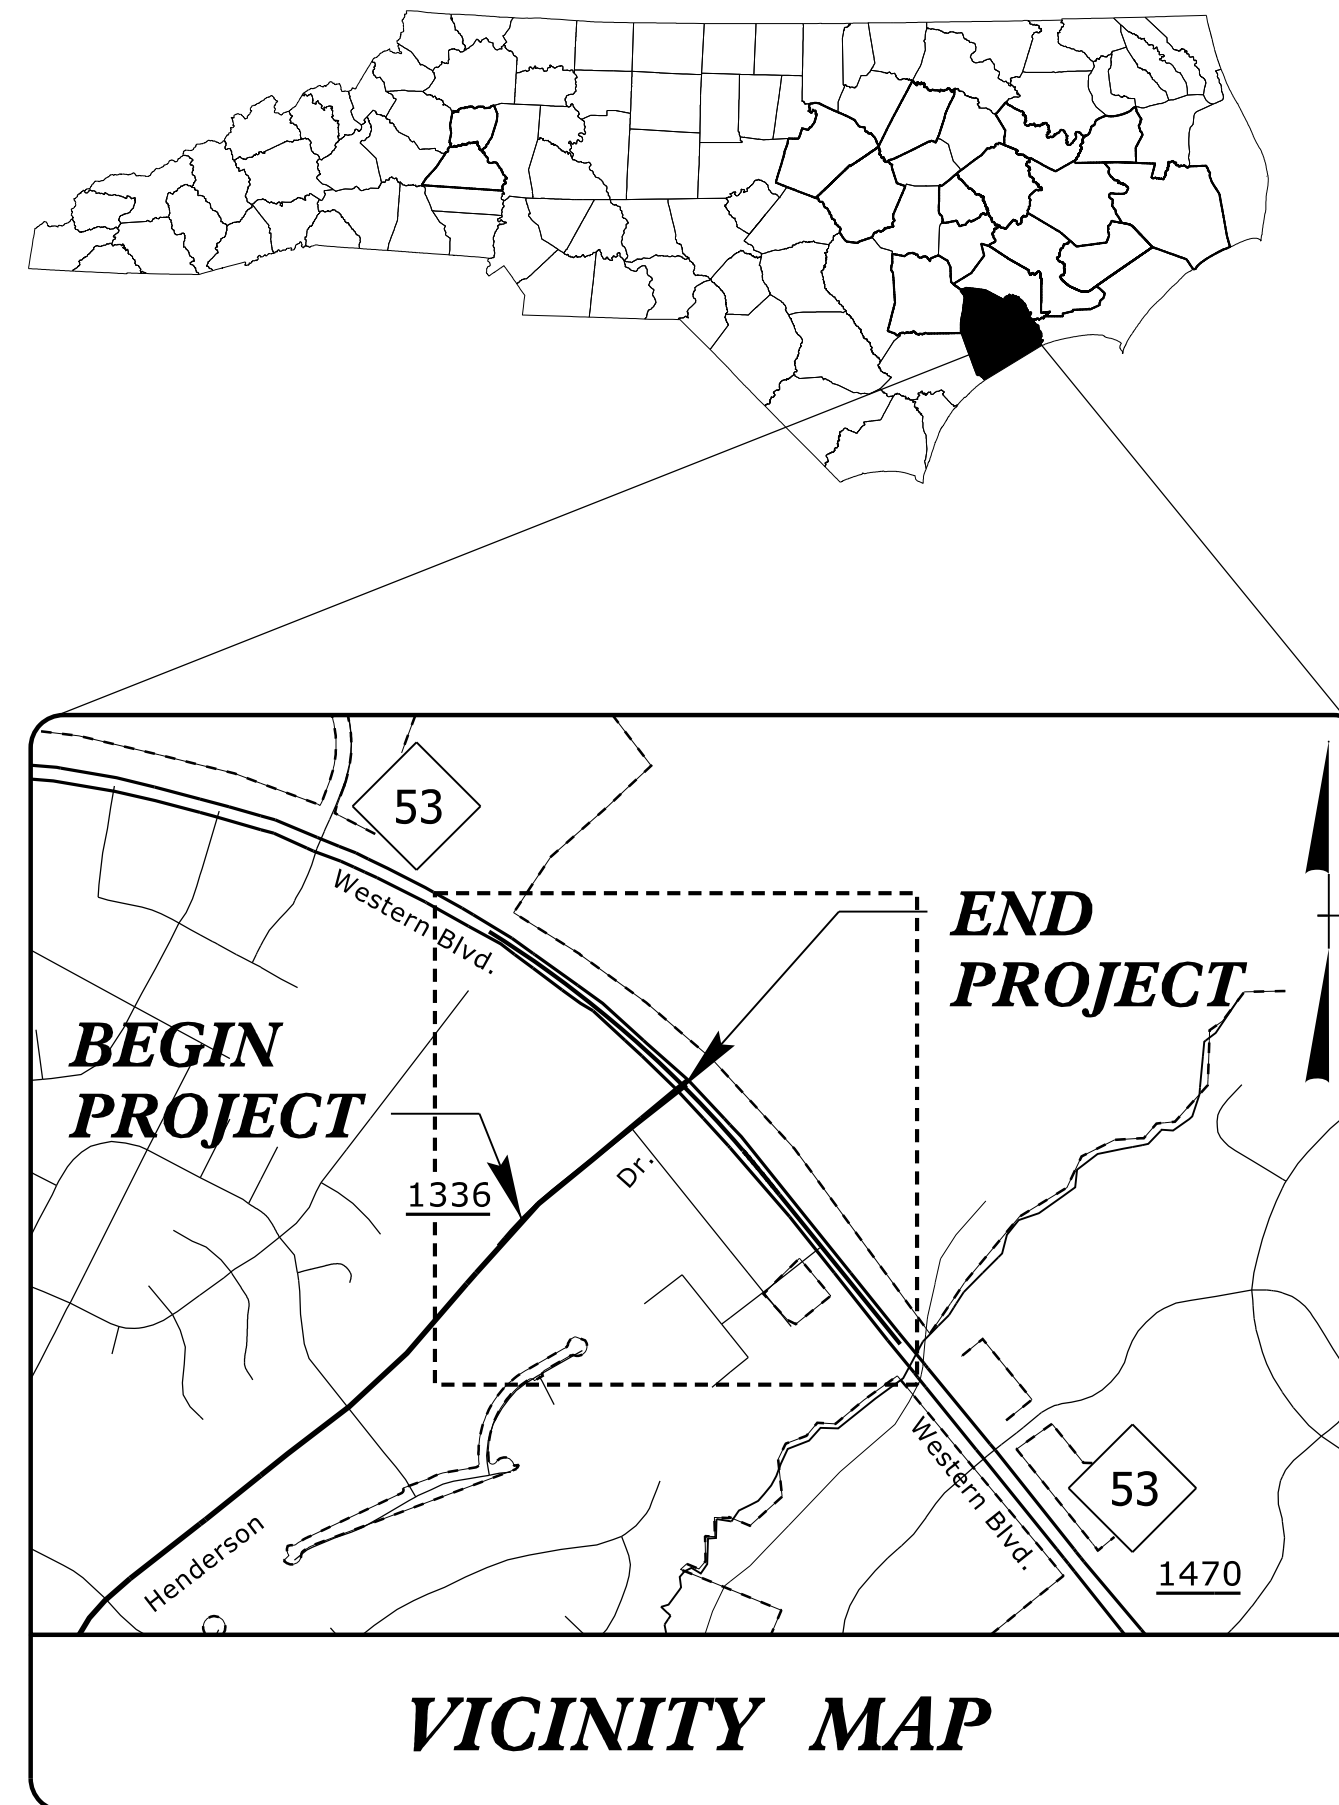 53
Western Blvd.
END
PROJECT
BEGIN
PROJECT
1336
Dr.
Henderson
Western Blvd.
53
1470
VICINITY MAP